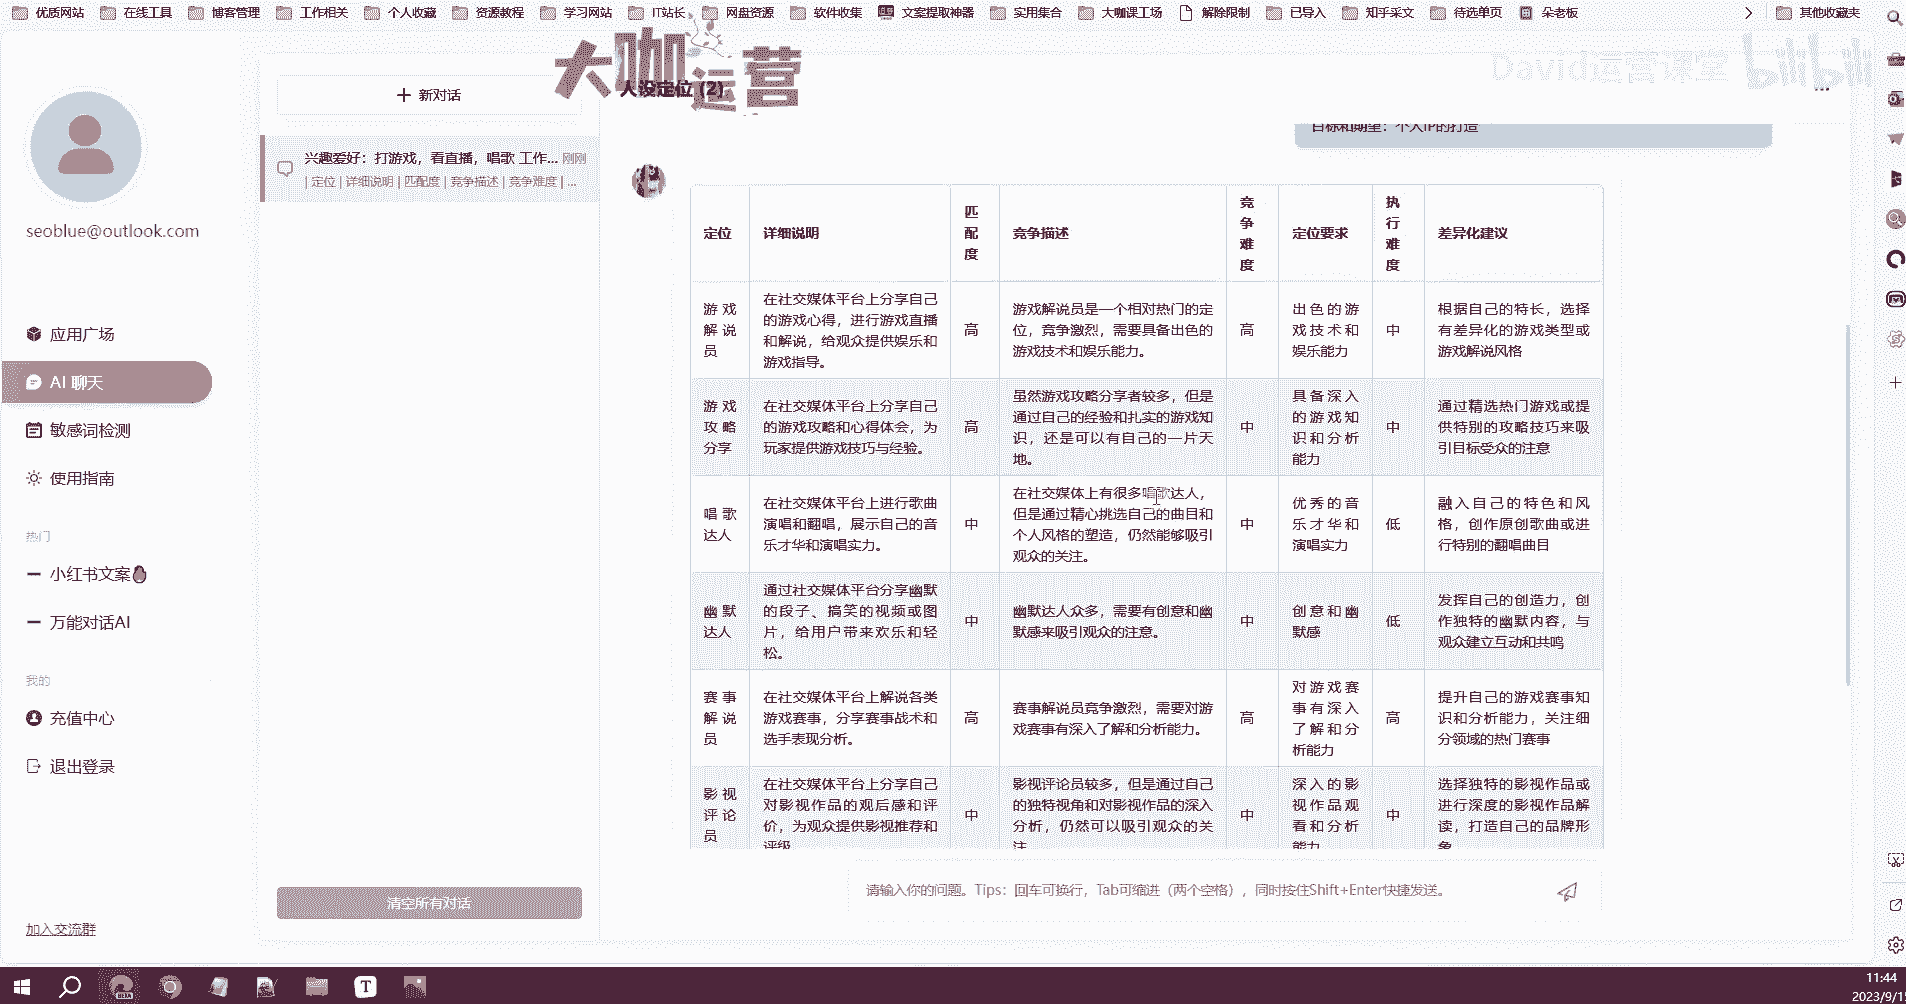 优质网站 在线工具 博客管理 工作相关 个人收藏 资源教程 学习网站 IT站长 网盘资源 软件收集 文案提取神器 实用集合 大咖课工场 解除限制 已导入 知乎采文 待选单页 朵老板 其他收藏夹
大咖运营
David运营课堂 bilibili
人设定位 (2)
seoblue@outlook.com
应用广场
AI 聊天
敏感词检测
使用指南
热门
小红书文案
万能对话AI
我的
充值中心
退出登录
加入交流群
新对话
兴趣爱好：打游戏，看直播，唱歌 工作... 刚刚
| 定位 | 详细说明 | 匹配度 | 竞争描述 | 竞争难度 | ...
清空所有对话
目标和期望：个人IP的打造
定位 详细说明 匹配度 竞争描述 竞争难度 定位要求 执行难度 差异化建议
游戏解说员 在社交媒体平台上分享自己的游戏心得，进行游戏直播和解说，给观众提供娱乐和游戏指导。 高 游戏解说员是一个相对热门的定位，竞争激烈，需要具备出色的游戏技术和娱乐能力。 高 出色的游戏技术和娱乐能力 中 根据自己的特长，选择有差异化的游戏类型或游戏解说风格
游戏攻略分享 在社交媒体平台上分享自己的游戏攻略和心得体会，为玩家提供游戏技巧与经验。 高 虽然游戏攻略分享者较多，但是通过自己的经验和扎实的游戏知识，还是可以有自己的一片天地。 中 具备深入的游戏知识和分析能力 中 通过精选热门游戏或提供特别的攻略技巧来吸引目标受众的注意
唱歌达人 在社交媒体平台上进行歌曲演唱和翻唱，展示自己的音乐才华和演唱实力。 中 在社交媒体上有很多唱歌达人，但是通过精心挑选自己的曲目和个人风格的塑造，仍然能够吸引观众的关注。 中 优秀的音乐才华和演唱实力 低 融入自己的特色和风格，创作原创歌曲或进行特别的翻唱曲目
幽默达人 通过社交媒体平台分享幽默的段子、搞笑的视频或图片，给用户带来欢乐和轻松。 中 幽默达人众多，需要有创意和幽默感来吸引观众的注意。 中 创意和幽默感 低 发挥自己的创造力，创作独特的幽默内容，与观众建立互动和共鸣
赛事解说员 在社交媒体平台上解说各类游戏赛事，分享赛事战术和选手表现分析。 高 赛事解说员竞争激烈，需要对游戏赛事有深入了解和分析能力。 高 对游戏赛事有深入了解和分析能力 高 提升自己的游戏赛事知识和分析能力，关注细分领域的热门赛事
影视评论员 在社交媒体平台上分享自己对影视作品的观后感和评价，为观众提供影视推荐和评级 中 影视评论员较多，但是通过自己的独特视角和对影视作品的深入分析，仍然可以吸引观众的关注 中 深入的影视作品观看和分析能力 中 选择独特的影视作品或进行深度的影视作品解读，打造自己的品牌形象
请输入你的问题。Tips：回车可换行，Tab可缩进（两个空格），同时按住Shift+Enter快捷发送。
11:44
2023/9/1